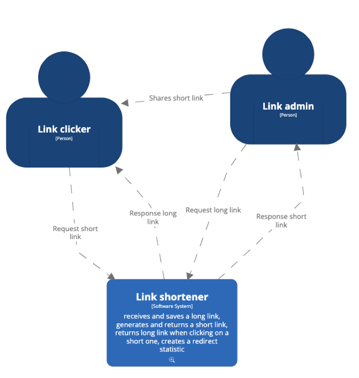 Shares short link
Link admin
[Person]
Link clicker
[Person]
Request short
link
Response long
link
Request long link
Response short
link
Link shortener
[Software System]
receives and saves a long link,
generates and returns a short link,
returns long link when clicking on a
short one, creates a redirect
statistic